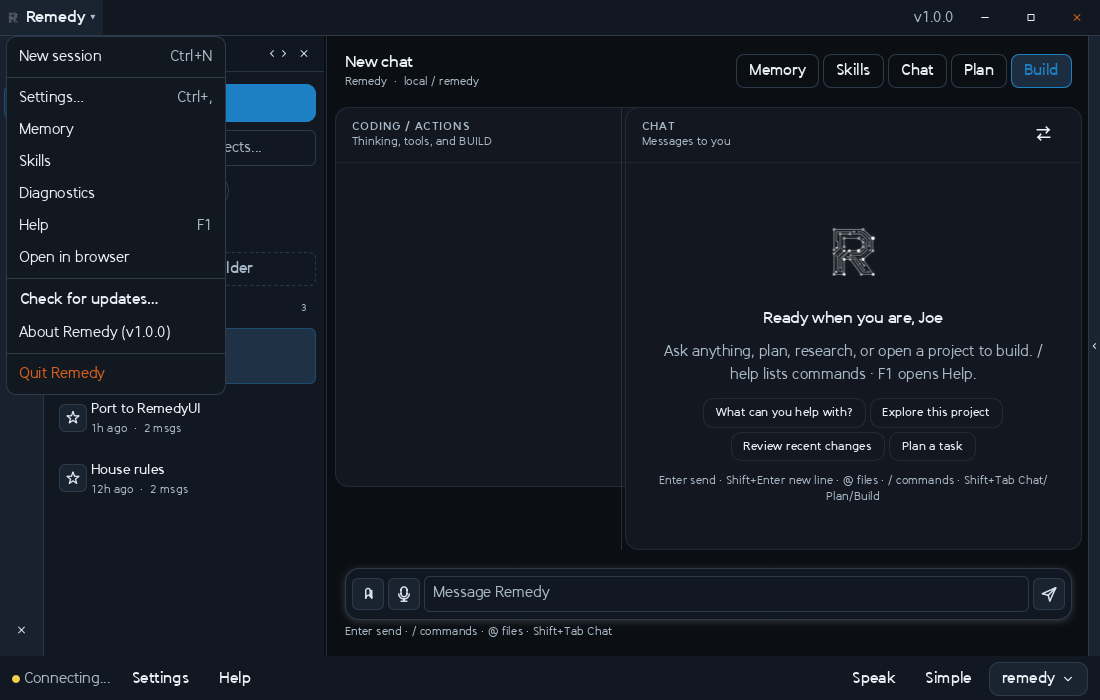 Remedy
v1.0.0
New session Ctrl+N
Settings... Ctrl+,
Memory
Skills
Diagnostics
Help F1
Open in browser
Check for updates...
About Remedy (v1.0.0)
Quit Remedy
ects...
lder
3
Port to RemedyUI
1h ago · 2 msgs
House rules
12h ago · 2 msgs
New chat
Remedy · local / remedy
Memory Skills Chat Plan Build
CODING / ACTIONS
Thinking, tools, and BUILD
CHAT
Messages to you
Ready when you are, Joe
Ask anything, plan, research, or open a project to build. /
help lists commands · F1 opens Help.
What can you help with? Explore this project
Review recent changes Plan a task
Enter send · Shift+Enter new line · @ files · / commands · Shift+Tab Chat/
Plan/Build
Message Remedy
Enter send · / commands · @ files · Shift+Tab Chat
Connecting... Settings Help Speak Simple remedy